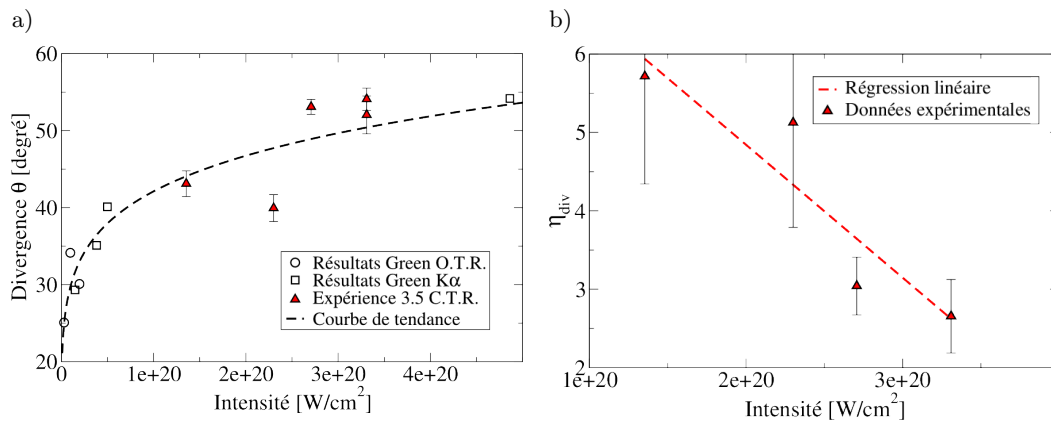 a)
60
50
40
30
20
Divergence θ [degré]
0
1e+20
2e+20
3e+20
4e+20
Intensité [W/cm²]
Résultats Green O.T.R.
Résultats Green Kα
Expérience 3.5 C.T.R.
Courbe de tendance
b)
6
5
4
3
2
η_div
1e+20
2e+20
3e+20
Intensité [W/cm²]
Régression linéaire
Données expérimentales